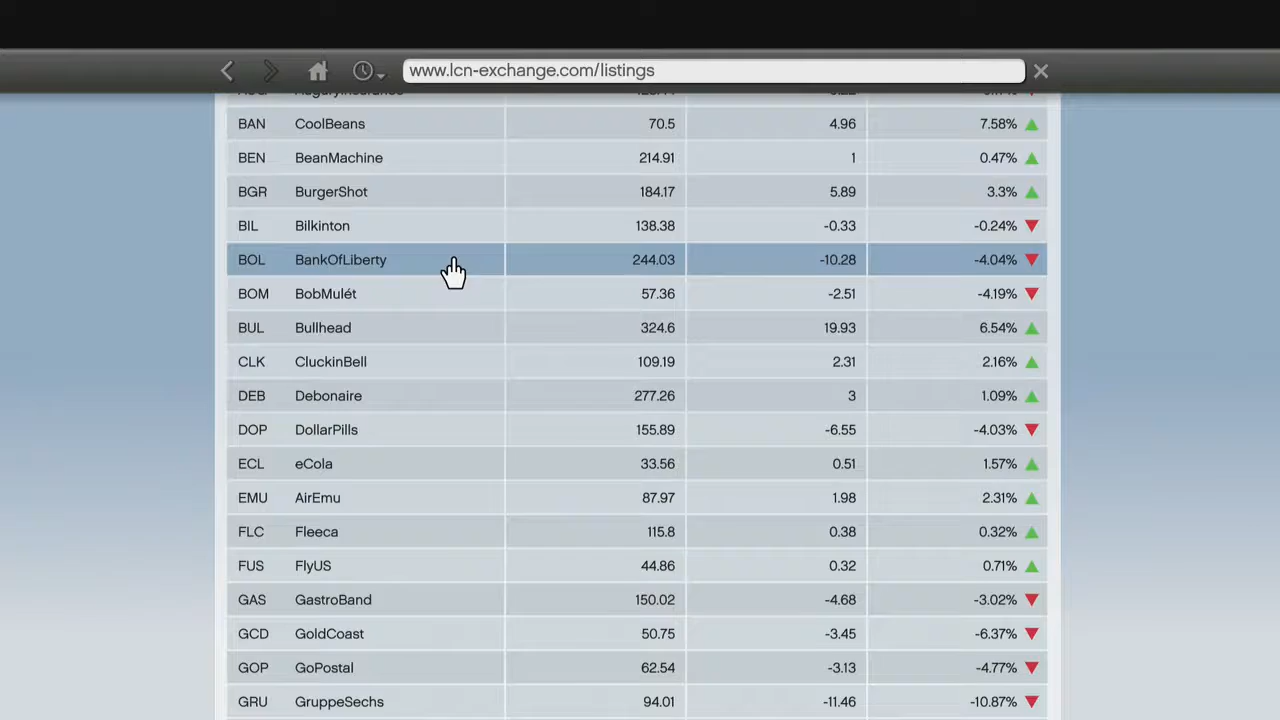 www.lcn-exchange.com/listings
BAN CoolBeans 70.5 4.96 7.58%
BEN BeanMachine 214.91 1 0.47%
BGR BurgerShot 184.17 5.89 3.3%
BIL Bilkinton 138.38 -0.33 -0.24%
BOL BankOfLiberty 244.03 -10.28 -4.04%
BOM BobMulét 57.36 -2.51 -4.19%
BUL Bullhead 324.6 19.93 6.54%
CLK CluckinBell 109.19 2.31 2.16%
DEB Debonaire 277.26 3 1.09%
DOP DollarPills 155.89 -6.55 -4.03%
ECL eCola 33.56 0.51 1.57%
EMU AirEmu 87.97 1.98 2.31%
FLC Fleeca 115.8 0.38 0.32%
FUS FlyUS 44.86 0.32 0.71%
GAS GastroBand 150.02 -4.68 -3.02%
GCD GoldCoast 50.75 -3.45 -6.37%
GOP GoPostal 62.54 -3.13 -4.77%
GRU GruppeSechs 94.01 -11.46 -10.87%